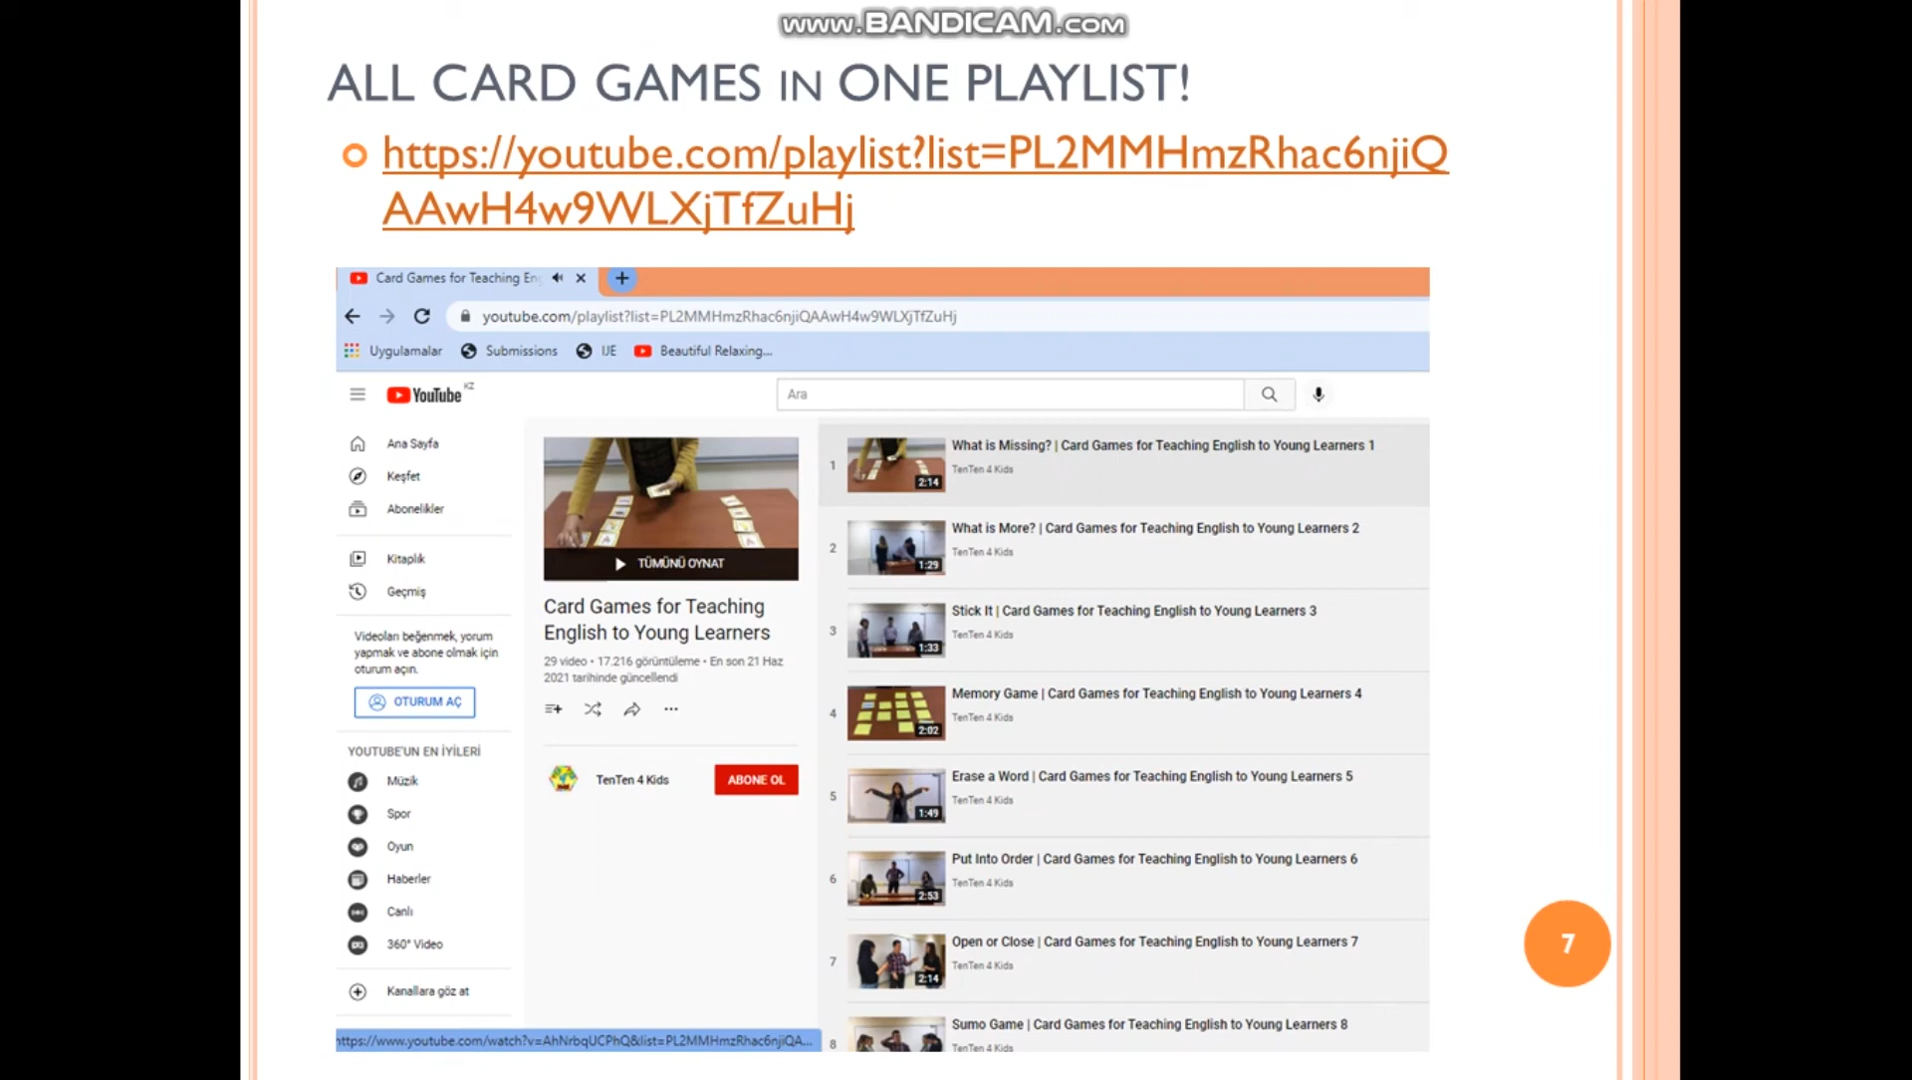 www.BANDICAM.com
ALL CARD GAMES IN ONE PLAYLIST!
https://youtube.com/playlist?list=PL2MMHmzRhac6njiQ
AAwH4w9WLXjTfZuHj
Card Games for Teaching En
youtube.com/playlist?list=PL2MMHmzRhac6njiQAAwH4w9WLXjTfZuHj
Uygulamalar Submissions IJE Beautiful Relaxing...
YouTube KZ
Ara
Ana Sayfa
Keşfet
Abonelikler
Kitaplık
Geçmiş
Videoları beğenmek, yorum
yapmak ve abone olmak için
oturum açın.
OTURUM AÇ
YOUTUBE'UN EN İYİLERİ
Müzik
Spor
Oyun
Haberler
Canlı
360° Video
Kanallara göz at
TÜMÜNÜ OYNAT
Card Games for Teaching
English to Young Learners
29 video • 17.216 görüntüleme • En son 21 Haz
2021 tarihinde güncellendi
TenTen 4 Kids
ABONE OL
1
2:14
What is Missing? | Card Games for Teaching English to Young Learners 1
TenTen 4 Kids
2
1:29
What is More? | Card Games for Teaching English to Young Learners 2
TenTen 4 Kids
3
1:33
Stick It | Card Games for Teaching English to Young Learners 3
TenTen 4 Kids
4
2:02
Memory Game | Card Games for Teaching English to Young Learners 4
TenTen 4 Kids
5
1:49
Erase a Word | Card Games for Teaching English to Young Learners 5
TenTen 4 Kids
6
2:53
Put Into Order | Card Games for Teaching English to Young Learners 6
TenTen 4 Kids
7
2:14
Open or Close | Card Games for Teaching English to Young Learners 7
TenTen 4 Kids
8
Sumo Game | Card Games for Teaching English to Young Learners 8
TenTen 4 Kids
https://www.youtube.com/watch?v=AhNrbqUCPhQ&list=PL2MMHmzRhac6njiQA...
7